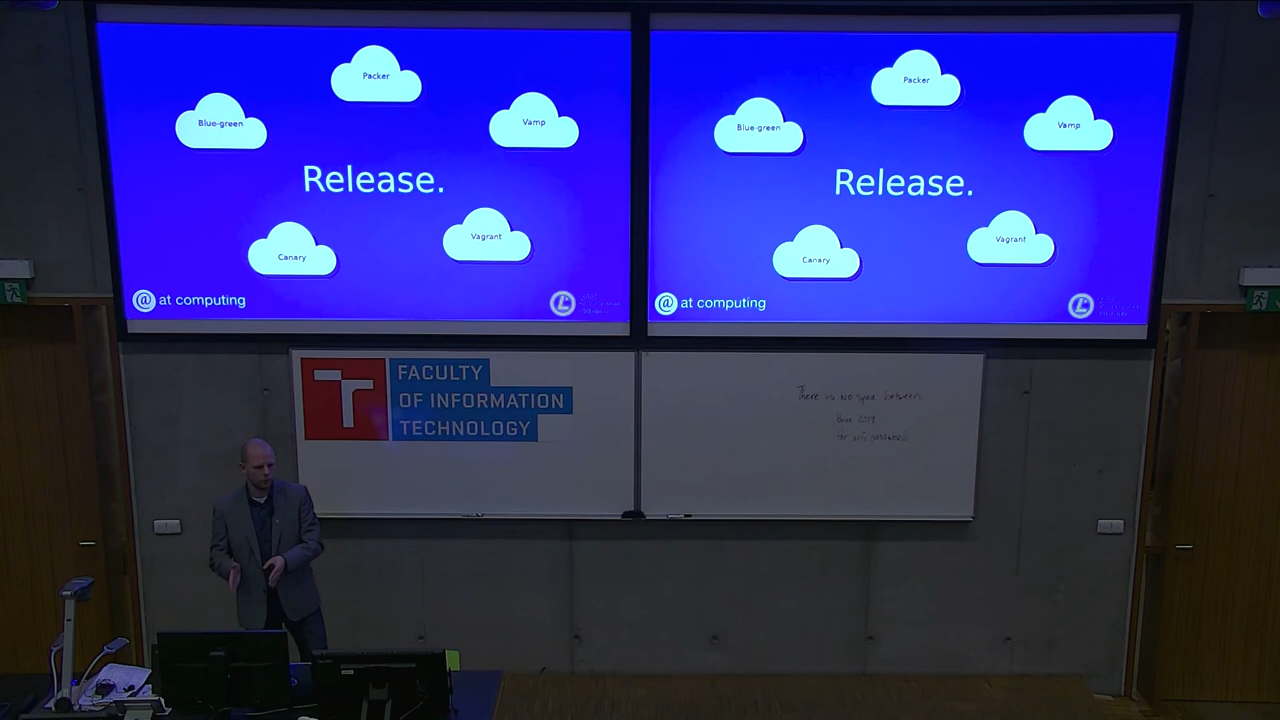 Packer
Blue-green
Vamp
Release.
Vagrant
Canary
@ at computing
Packer
Blue-green
Vamp
Release.
Vagrant
Canary
@ at computing
FACULTY
OF INFORMATION
TECHNOLOGY
There is no between
for